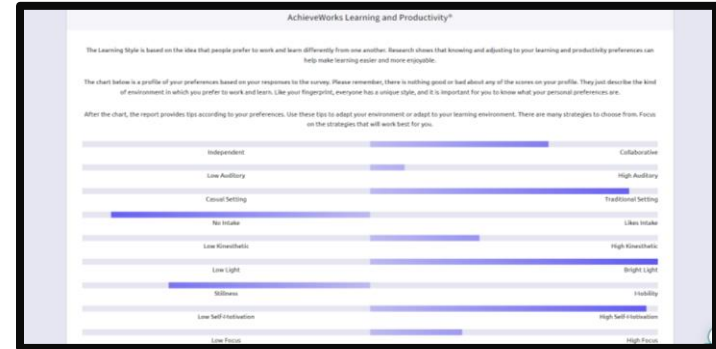 AchieveWorks Learning and Productivity®
The Learning Style is based on the idea that people prefer to work and learn differently from one another. Research shows that knowing and adjusting to your learning and productivity preferences can
help make learning easier and more enjoyable.
The chart below is a profile of your preferences based on your responses to the survey. Please remember, there is nothing good or bad about any of the scores on your profile. They just describe the kind
of environment in which you prefer to work and learn. Like your fingerprint, everyone has a unique style, and it is important for you to know what your personal preferences are.
After the chart, the report provides tips according to your preferences. Use these tips to adapt your environment or adapt to your learning environment. There are many strategies to choose from. Focus
on the strategies that will work best for you.
Independent Collaborative
Low Auditory High Auditory
Casual Setting Traditional Setting
No Intake Likes Intake
Low Kinesthetic High Kinesthetic
Low Light Bright Light
Stillness Mobility
Low Self-Motivation High Self-Motivation
Low Focus High Focus